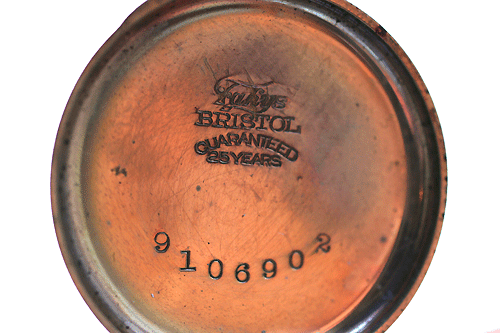 BRISTOL
GUARANTEED
25 YEARS
9106902